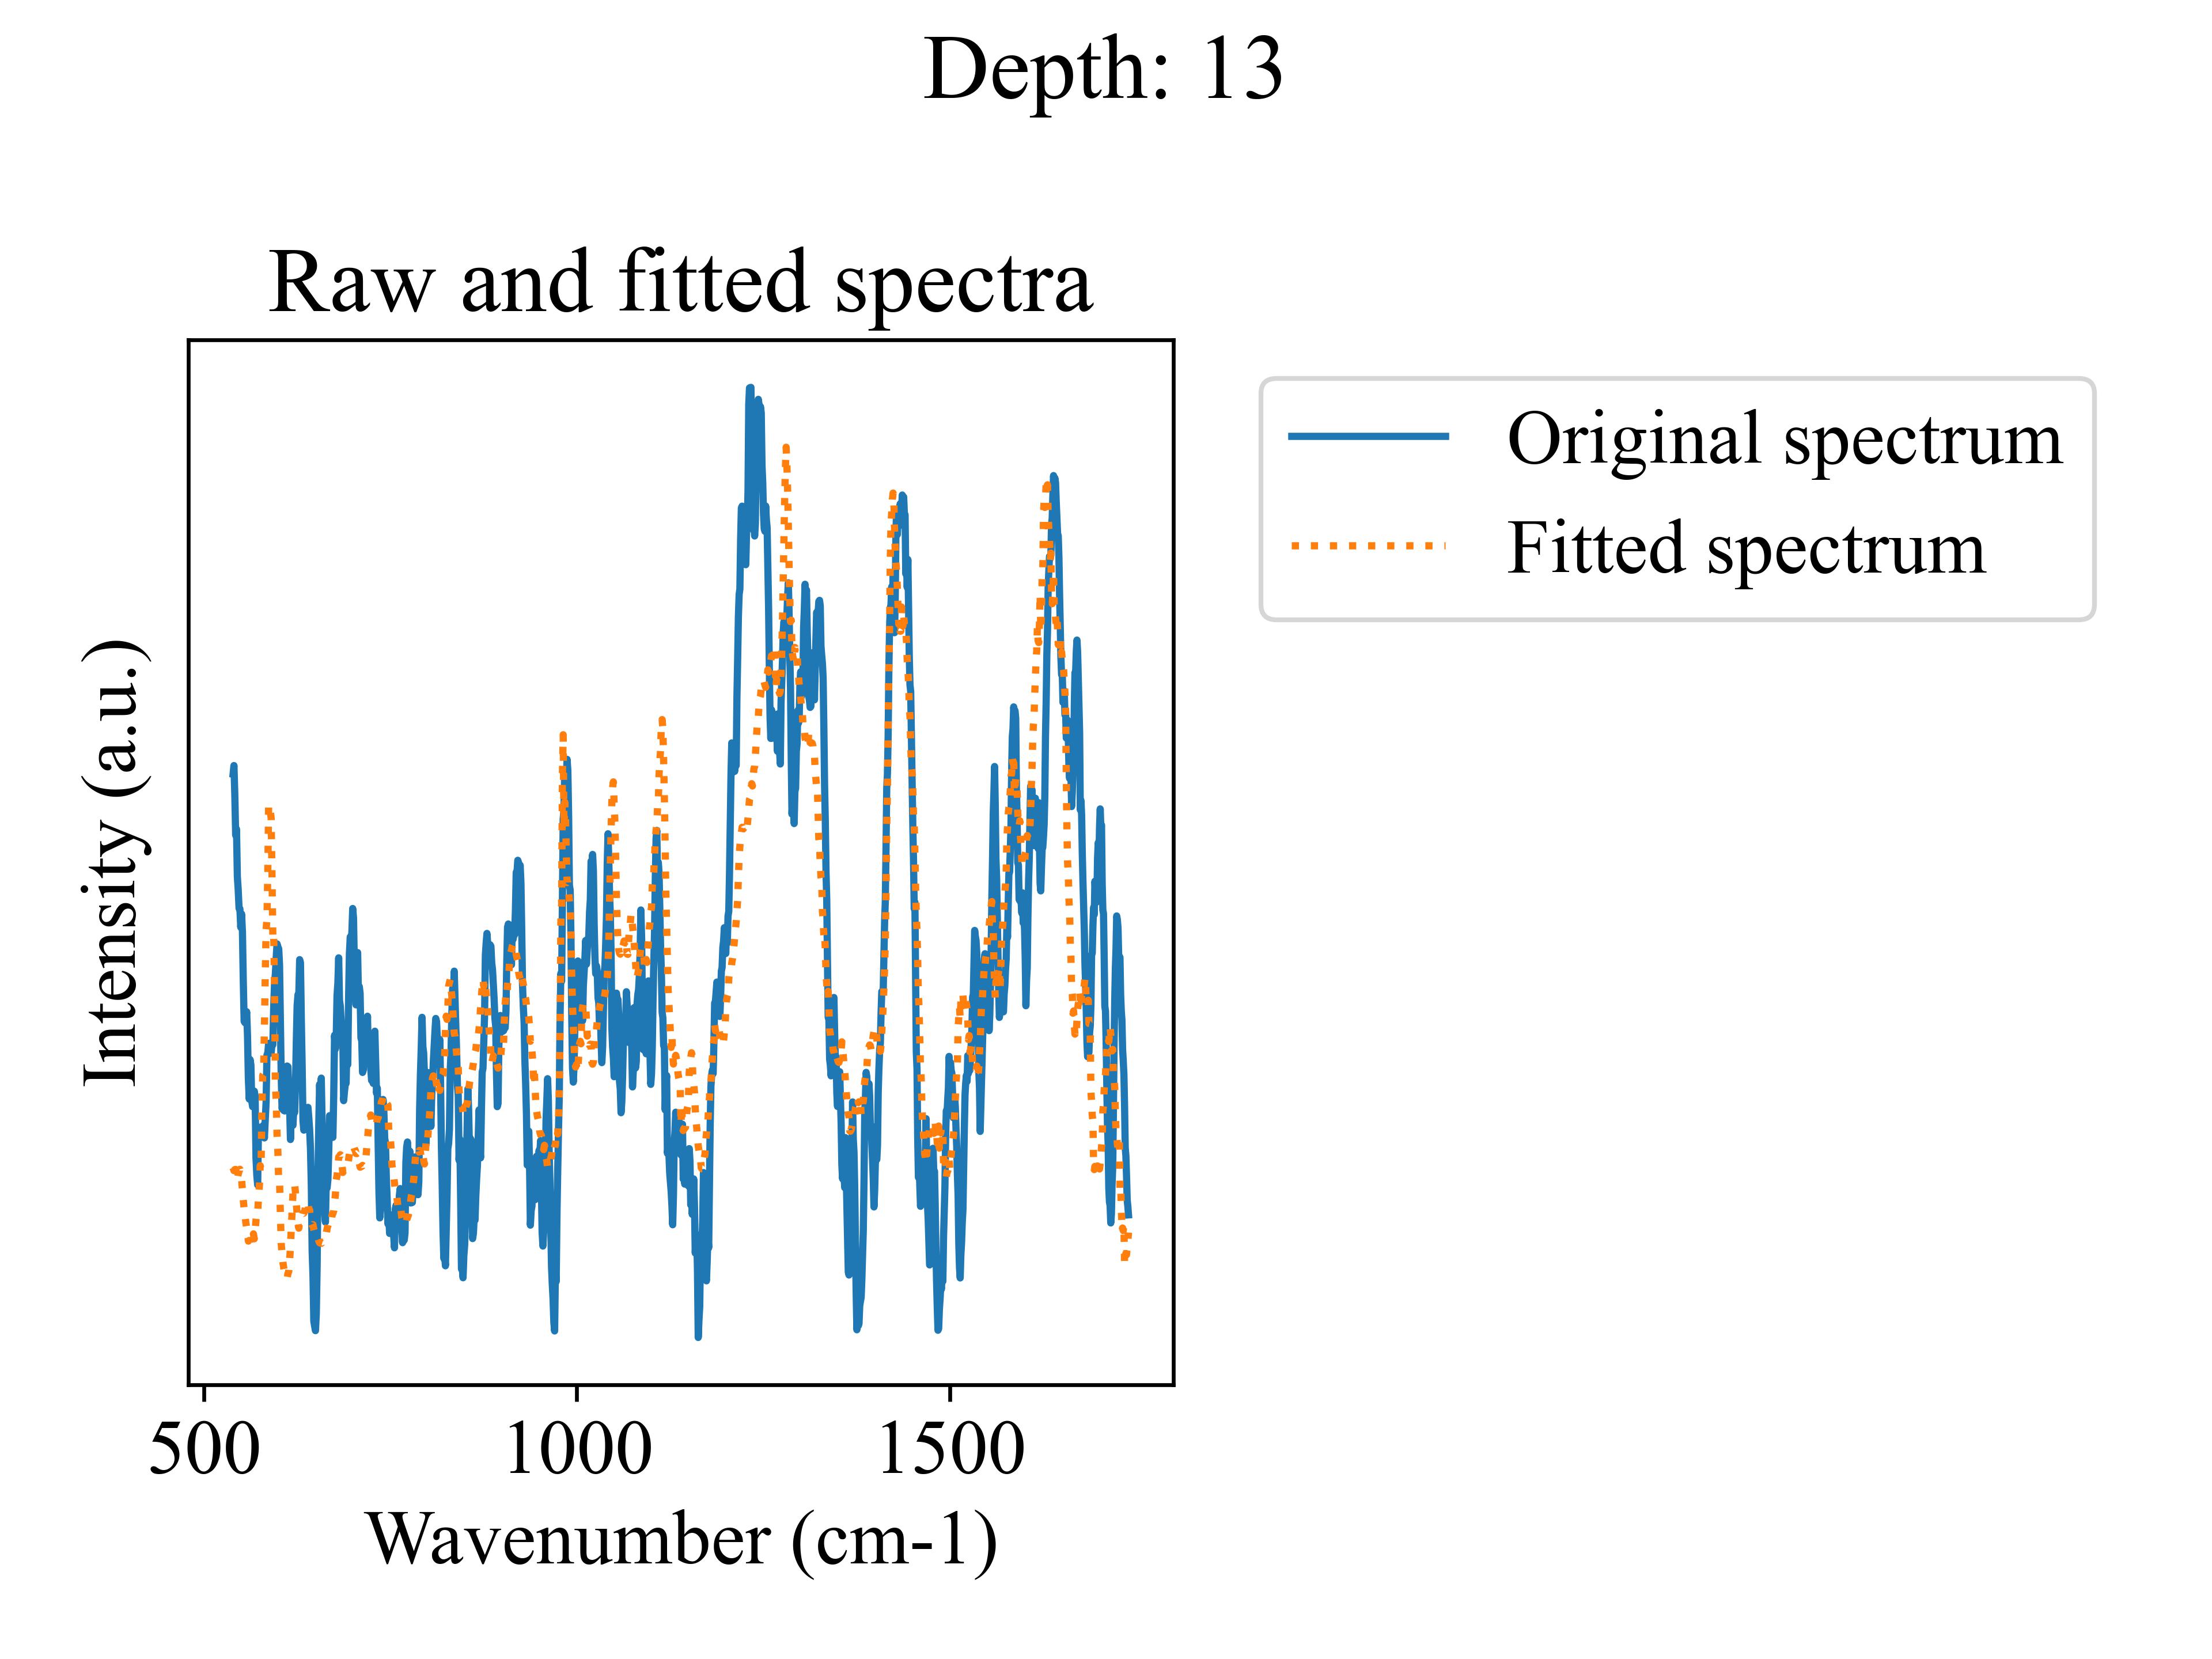 Depth: 13
Raw and fitted spectra
Original spectrum
Fitted spectrum
Intensity (a.u.)
500 1000 1500
Wavenumber (cm-1)